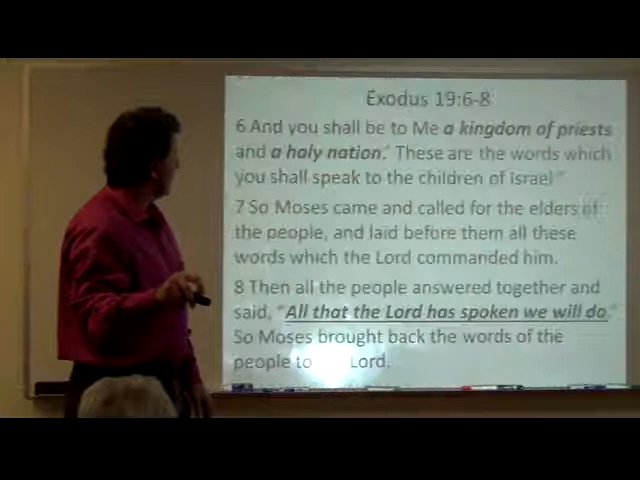 Exodus 19:6-8
6 And you shall be to Me a kingdom of priests
and a holy nation.' These are the words which
you shall speak to the children of Israel."
7 So Moses came and called for the elders of
the people, and laid before them all these
words which the Lord commanded him.
8 Then all the people answered together and
said, "All that the Lord has spoken we will do."
So Moses brought back the words of the
people to Lord.